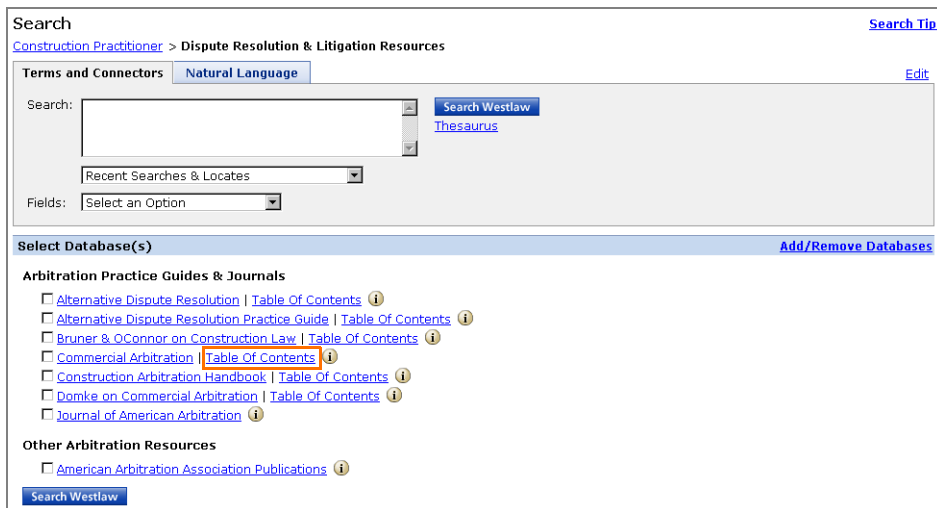 Search Search Tip
Construction Practitioner > Dispute Resolution & Litigation Resources
Terms and Connectors Natural Language Edit
Search: Search Westlaw
Thesaurus
Recent Searches & Locates
Fields: Select an Option
Select Database(s) Add/Remove Databases
Arbitration Practice Guides & Journals
Alternative Dispute Resolution | Table Of Contents i
Alternative Dispute Resolution Practice Guide | Table Of Contents i
Bruner & OConnor on Construction Law | Table Of Contents i
Commercial Arbitration | Table Of Contents i
Construction Arbitration Handbook | Table Of Contents i
Domke on Commercial Arbitration | Table Of Contents i
Journal of American Arbitration i
Other Arbitration Resources
American Arbitration Association Publications i
Search Westlaw